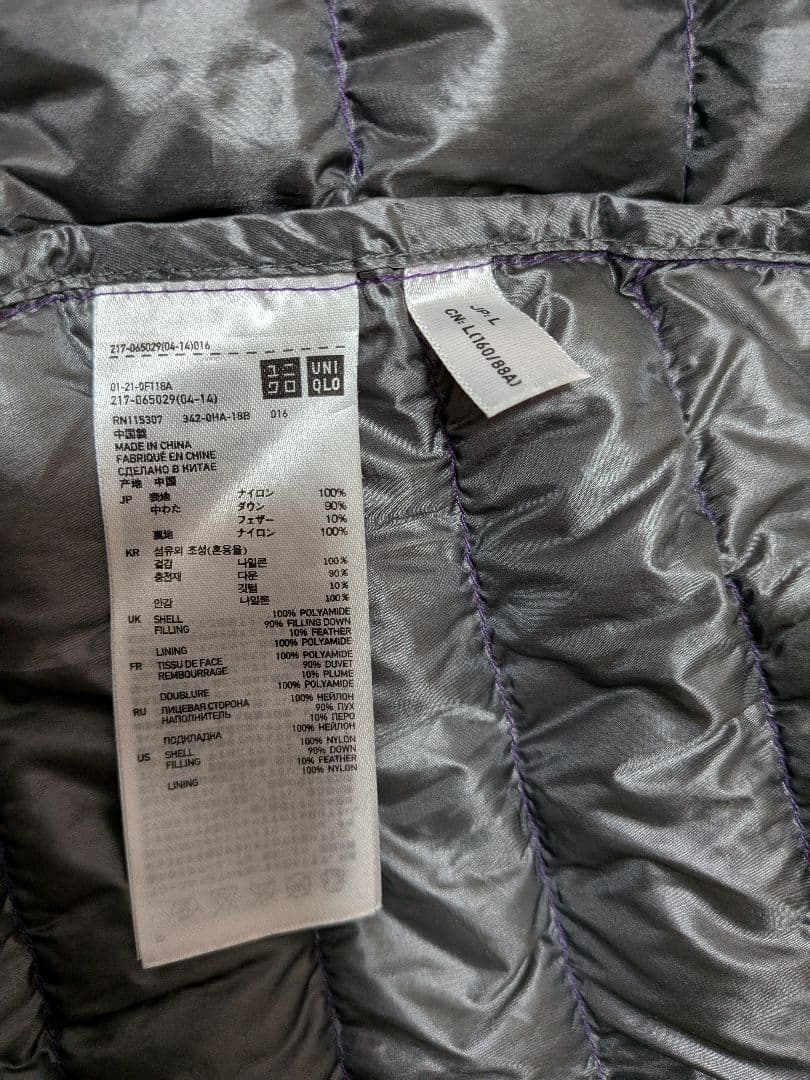 217-065029(04-14)016
ユニクロ
UNIQLO
01-21-0F118A
217-065029(04-14)
RN115307 342-0HA-18B 016
中国製
MADE IN CHINA
FABRIQUÉ EN CHINE
СДЕЛАНО В КИТАЕ
产地 中国
JP 表地 ナイロン 100%
中わた ダウン 90%
フェザー 10%
裏地 ナイロン 100%
KR 섬유의 조성(혼용율)
겉감 나일론 100%
충전재 다운 90%
깃털 10%
안감 나일론 100%
UK SHELL 100% POLYAMIDE
FILLING 90% FILLING DOWN
10% FEATHER
LINING 100% POLYAMIDE
FR TISSU DE FACE 100% POLYAMIDE
REMBOURRAGE 90% DUVET
10% PLUME
DOUBLURE 100% POLYAMIDE
RU ЛИЦЕВАЯ СТОРОНА 100% НЕЙЛОН
НАПОЛНИТЕЛЬ 90% ПУХ
10% ПЕРО
ПОДКЛАДКА 100% НЕЙЛОН
US SHELL 100% NYLON
FILLING 90% DOWN
10% FEATHER
LINING 100% NYLON
JP: L
CN: L(160/88A)